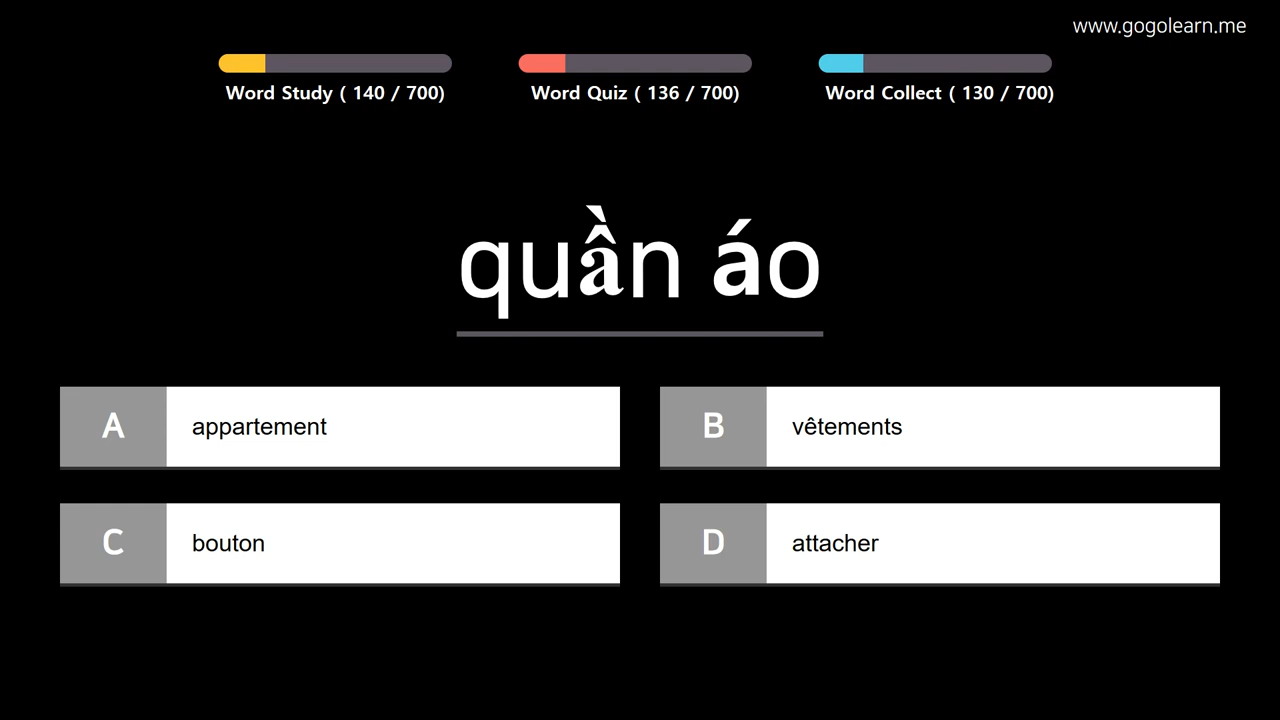 www.gogolearn.me
Word Study ( 140 / 700)
Word Quiz ( 136 / 700)
Word Collect ( 130 / 700)
quần áo
A appartement
B vêtements
C bouton
D attacher